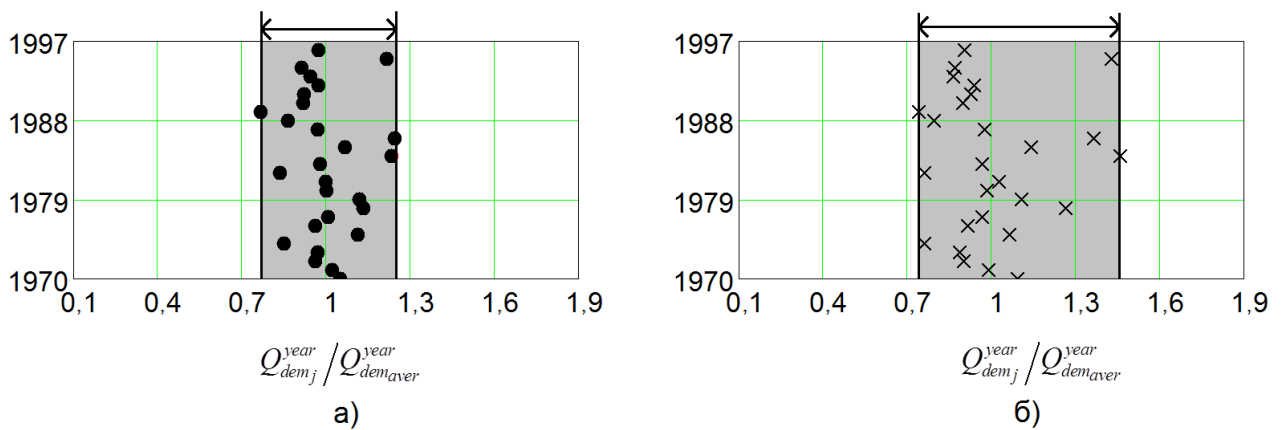 1997
1988
1979
1970
0,1 0,4 0,7 1 1,3 1,6 1,9
Q^{year}_{dem_j} / Q^{year}_{dem_{aver}}
а)
1997
1988
1979
1970
0,1 0,4 0,7 1 1,3 1,6 1,9
Q^{year}_{dem_j} / Q^{year}_{dem_{aver}}
б)